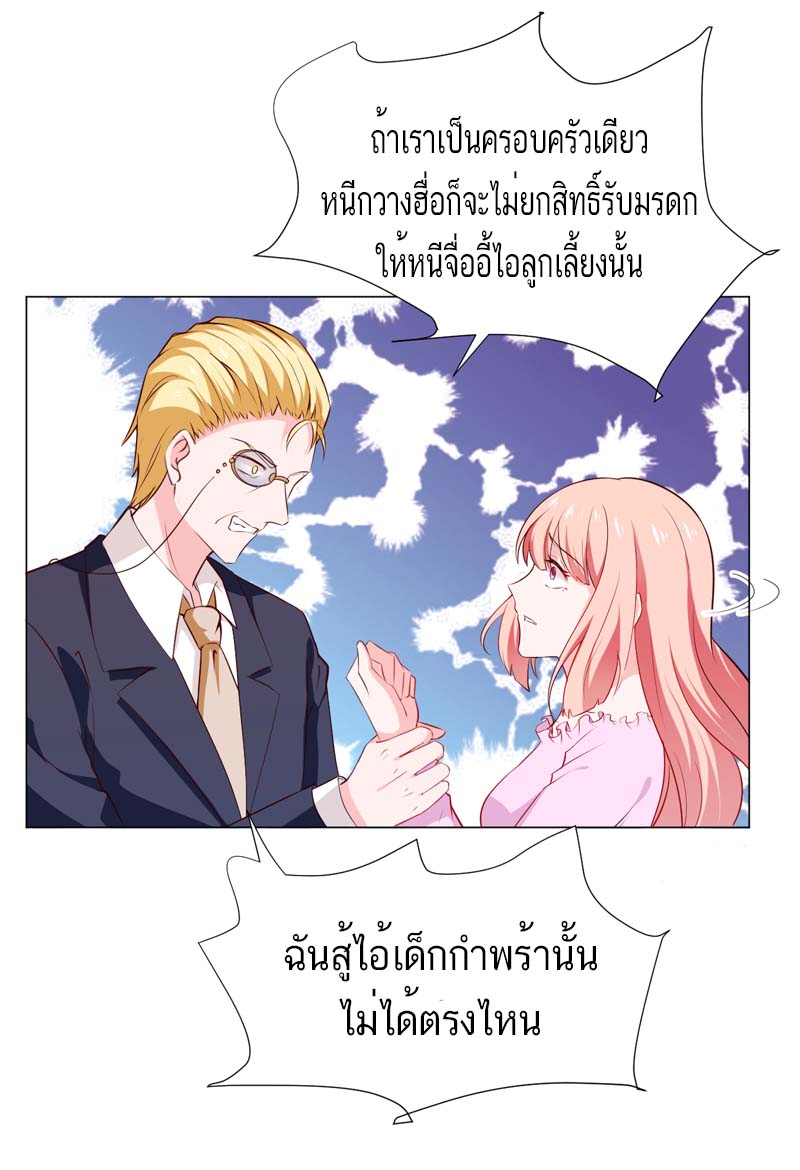 ถ้าเราเป็นครอบครัวเดียว
หนีกวางฮื่อก็จะไม่ยกสิทธิ์รับมรดก
ให้หนีจื่ออี้ไอลูกเลี้ยงนั้น
ฉันสู้ไอ้เด็กกำพร้านั้น
ไม่ได้ตรงไหน